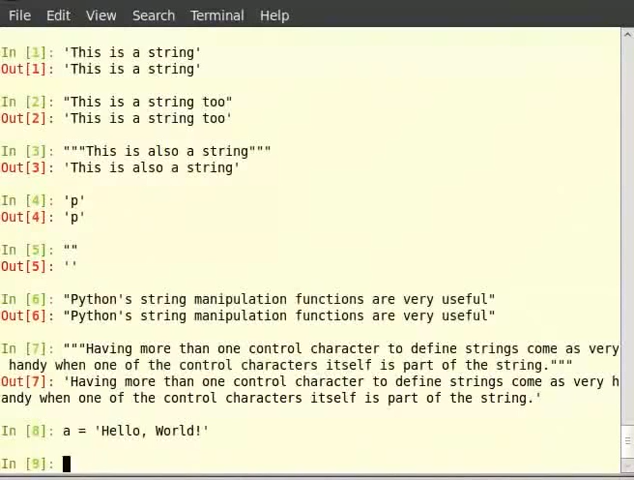 File Edit View Search Terminal Help
In [1]: 'This is a string'
Out[1]: 'This is a string'
In [2]: "This is a string too"
Out[2]: 'This is a string too'
In [3]: """This is also a string"""
Out[3]: 'This is also a string'
In [4]: 'p'
Out[4]: 'p'
In [5]: ""
Out[5]: ''
In [6]: "Python's string manipulation functions are very useful"
Out[6]: "Python's string manipulation functions are very useful"
In [7]: """Having more than one control character to define strings come as very
handy when one of the control characters itself is part of the string."""
Out[7]: 'Having more than one control character to define strings come as very h
andy when one of the control characters itself is part of the string.'
In [8]: a = 'Hello, World!'
In [9]: